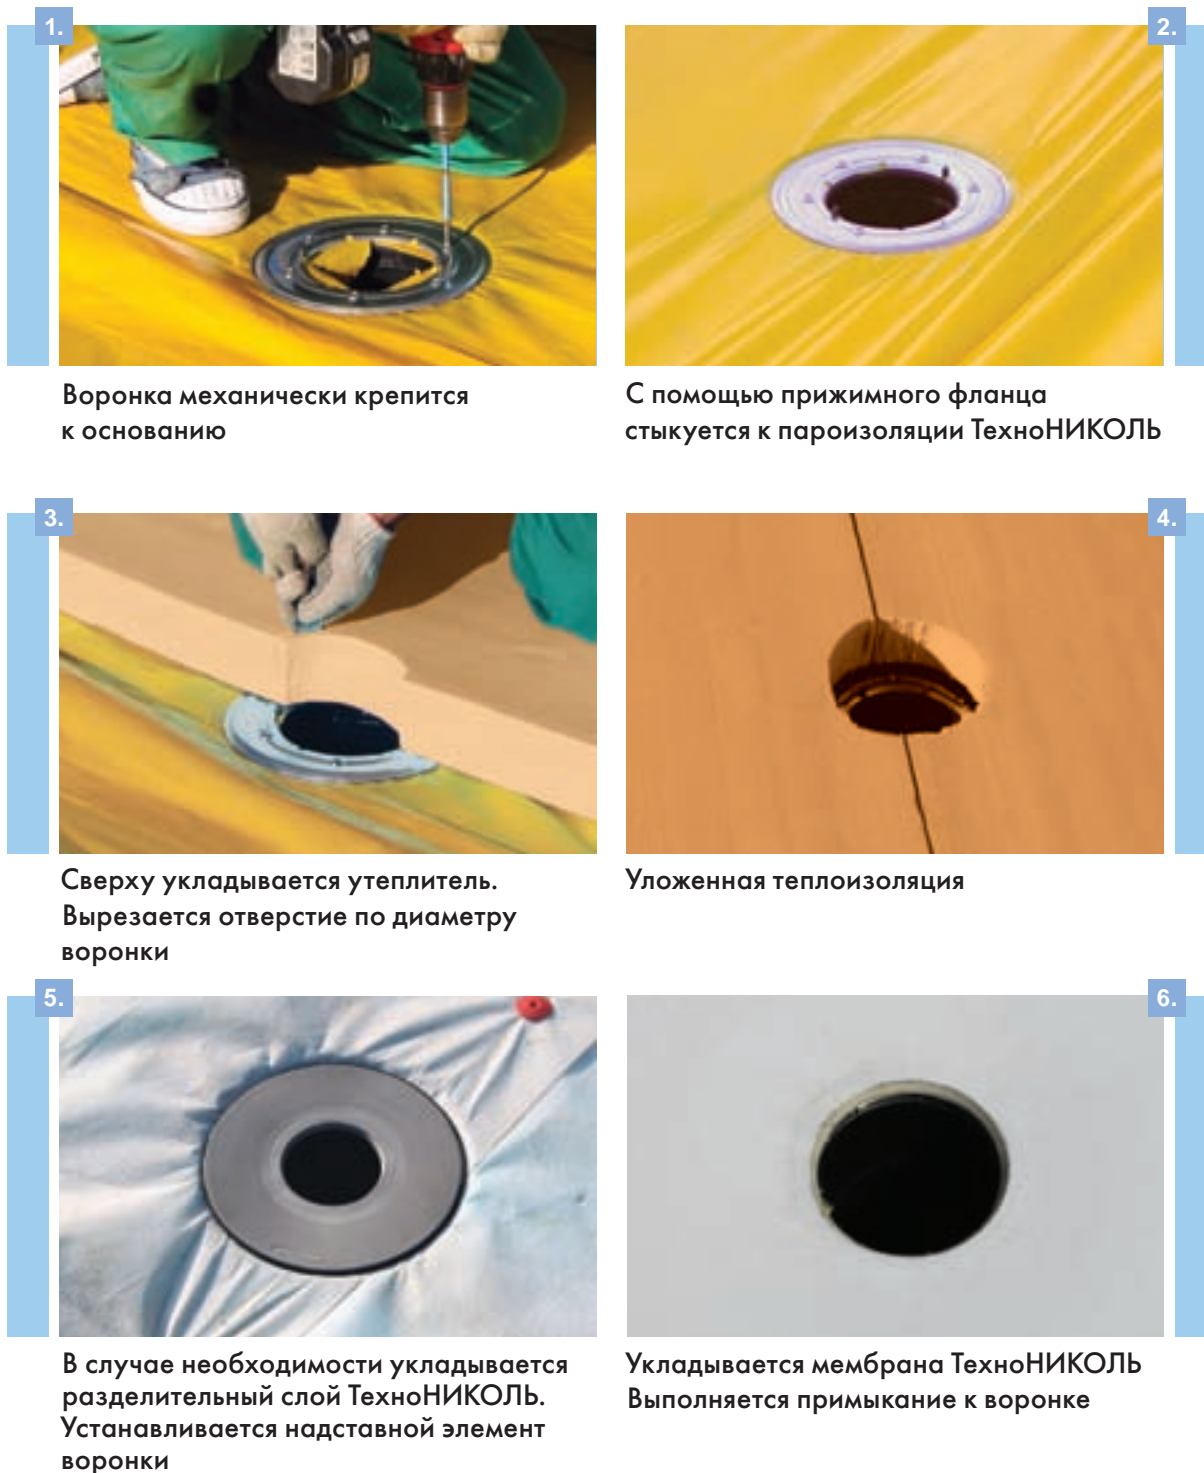 1.
2.
Воронка механически крепится
к основанию
С помощью прижимного фланца
стыкуется к пароизоляции ТехноНИКОЛЬ
3.
4.
Сверху укладывается утеплитель.
Вырезается отверстие по диаметру
воронки
Уложенная теплоизоляция
5.
6.
В случае необходимости укладывается
разделительный слой ТехноНИКОЛЬ.
Устанавливается надставной элемент
воронки
Укладывается мембрана ТехноНИКОЛЬ
Выполняется примыкание к воронке